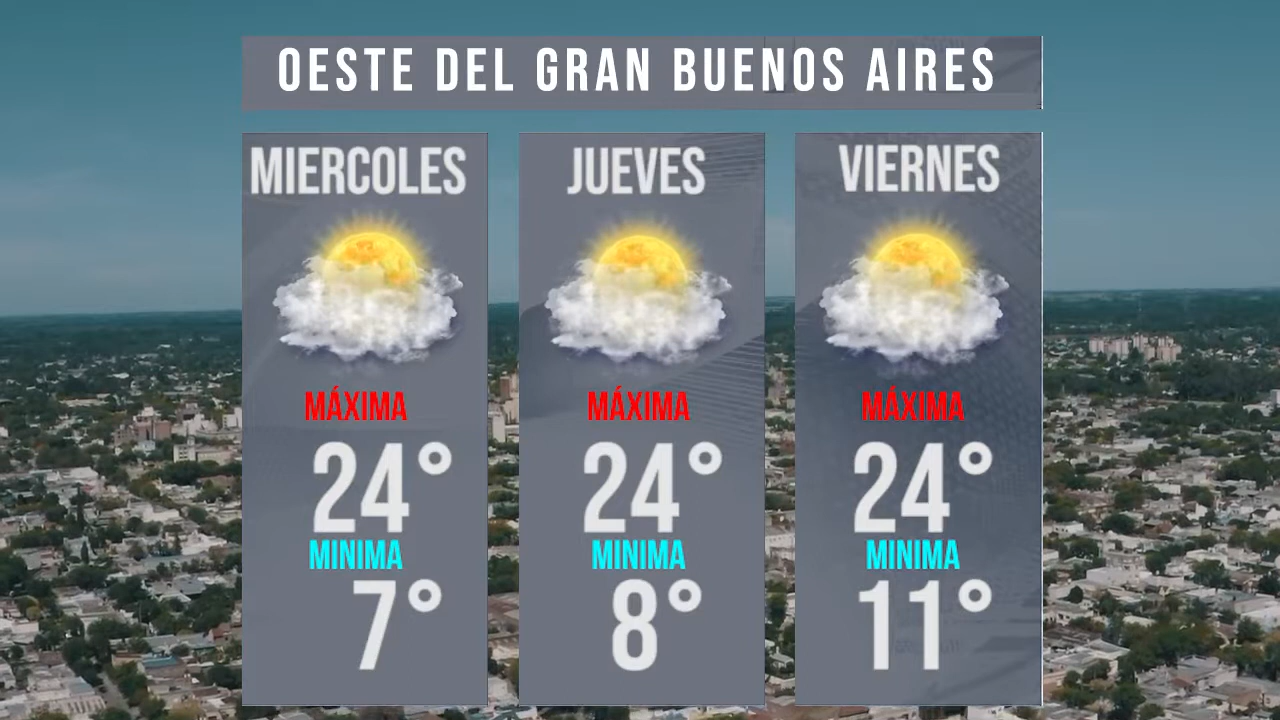 OESTE DEL GRAN BUENOS AIRES
MIERCOLES
MÁXIMA
24°
MINIMA
7°
JUEVES
MÁXIMA
24°
MINIMA
8°
VIERNES
MÁXIMA
24°
MINIMA
11°